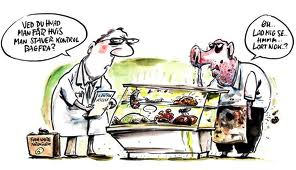 VED DU HVAD
MAN FÅR HVIS
MAN STAVER KONTROL
BAGFRA?
ØH..
LAD MIG SE.
HMMM..
LORT NOK..?